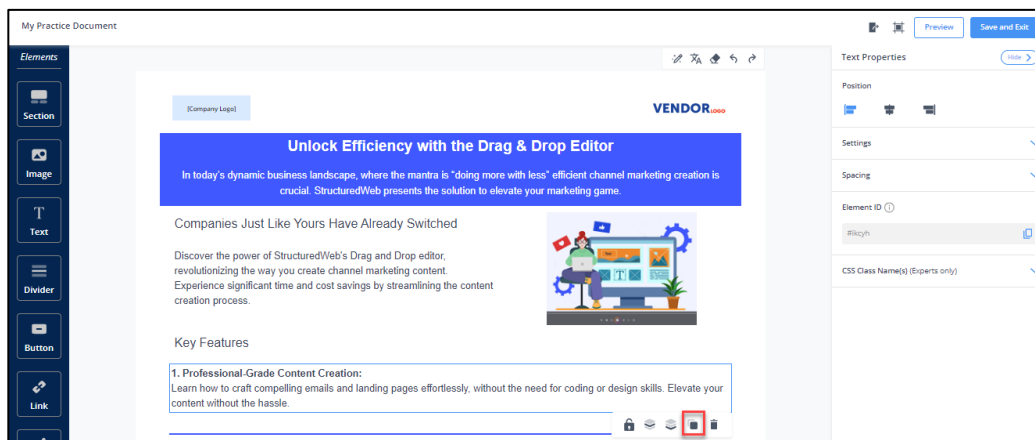 My Practice Document
Preview
Save and Exit
Elements
Section
Image
T
Text
Divider
Button
Link
[Company Logo]
VENDORLOGO
Unlock Efficiency with the Drag & Drop Editor
In today's dynamic business landscape, where the mantra is "doing more with less" efficient channel marketing creation is
crucial. StructuredWeb presents the solution to elevate your marketing game.
Companies Just Like Yours Have Already Switched
Discover the power of StructuredWeb's Drag and Drop editor,
revolutionizing the way you create channel marketing content.
Experience significant time and cost savings by streamlining the content
creation process.
T
Key Features
1. Professional-Grade Content Creation:
Learn how to craft compelling emails and landing pages effortlessly, without the need for coding or design skills. Elevate your
content without the hassle.
Text Properties
Hide
Position
Settings
Spacing
Element ID
#ikcyh
CSS Class Name(s) (Experts only)